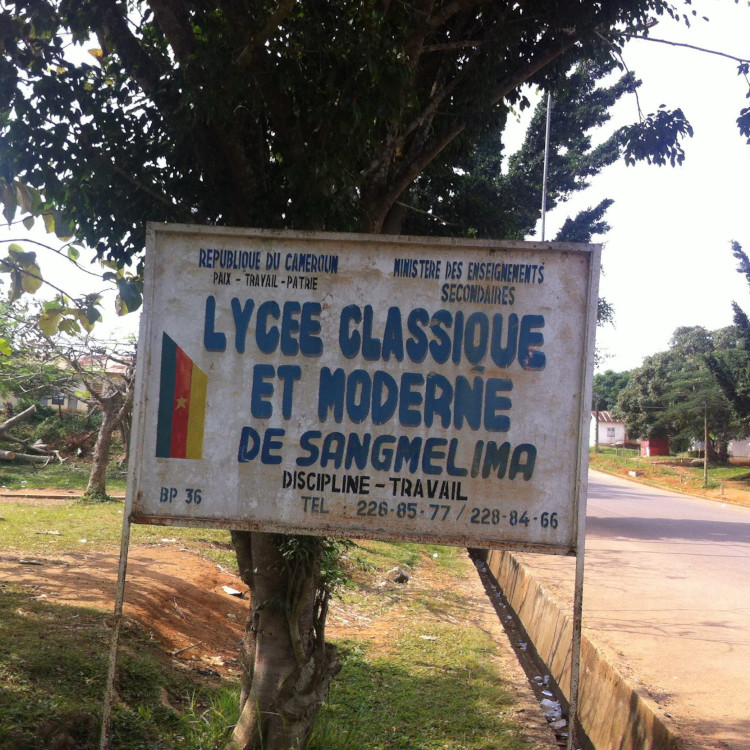 REPUBLIQUE DU CAMEROUN
PAIX - TRAVAIL - PATRIE
MINISTERE DES ENSEIGNEMENTS
SECONDAIRES
LYCEE CLASSIQUE
ET MODERNE
DE SANGMELIMA
DISCIPLINE - TRAVAIL
BP 36
TEL : 228-85-77 / 228-84-66